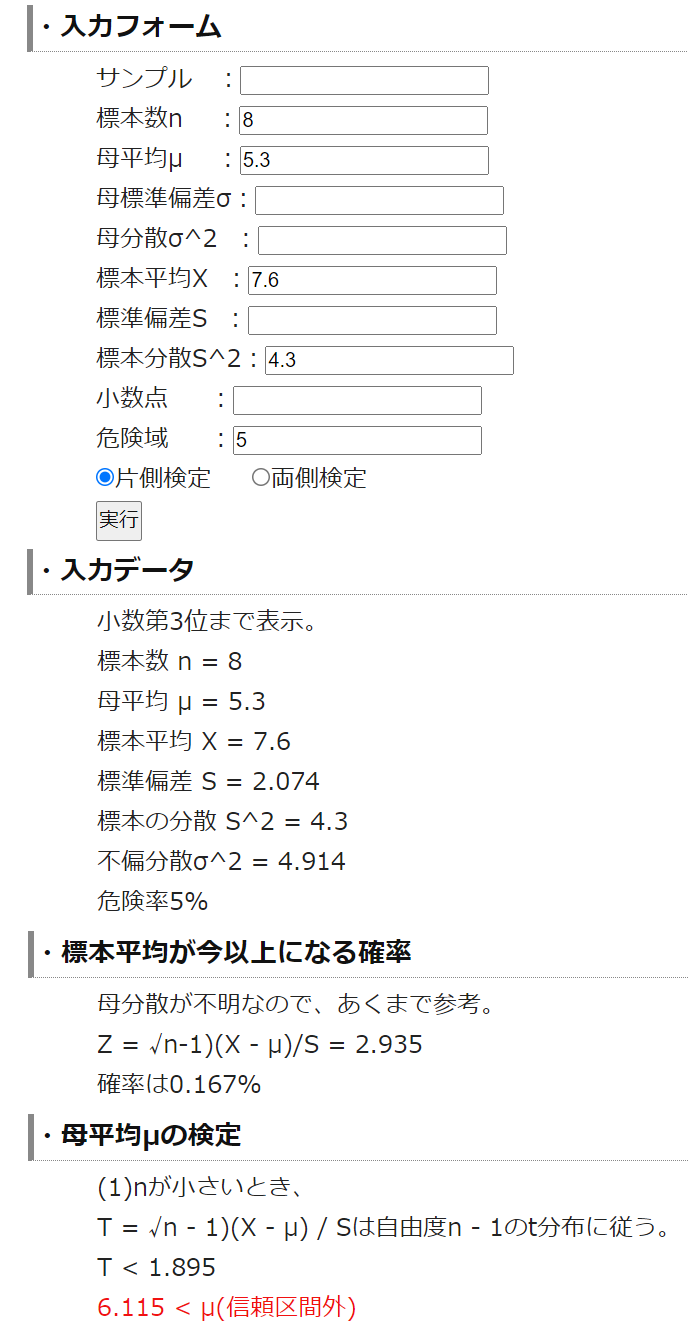 ・入力フォーム
サンプル　：
標本数n　：8
母平均μ　：5.3
母標準偏差σ：
母分散σ^2　：
標本平均X　：7.6
標準偏差S　：
標本分散S^2：4.3
小数点　　：
危険域　　：5
片側検定　両側検定
実行
・入力データ
小数第3位まで表示。
標本数 n = 8
母平均 μ = 5.3
標本平均 X = 7.6
標準偏差 S = 2.074
標本の分散 S^2 = 4.3
不偏分散σ^2 = 4.914
危険率5%
・標本平均が今以上になる確率
母分散が不明なので、あくまで参考。
Z = √n-1)(X - μ)/S = 2.935
確率は0.167%
・母平均μの検定
(1)nが小さいとき、
T = √n - 1)(X - μ) / Sは自由度n - 1のt分布に従う。
T < 1.895
6.115 < μ(信頼区間外)